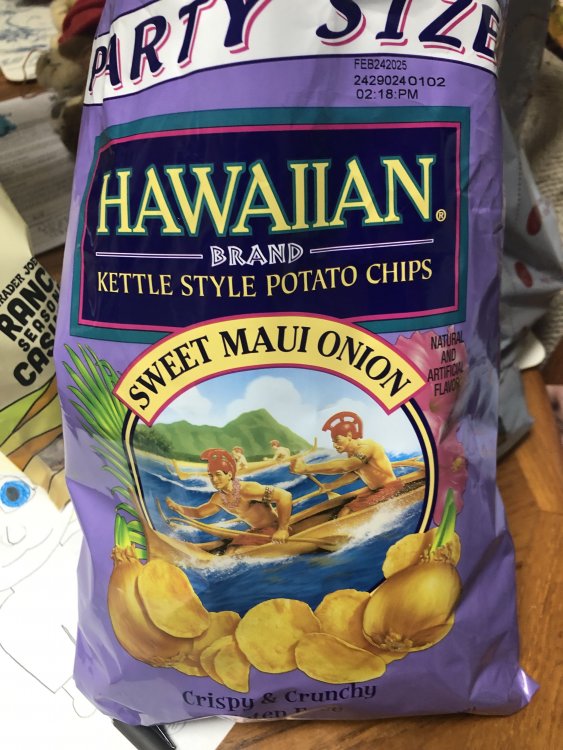 PARTY SIZE
FEB242025
24290240102
02:18:PM
HAWAIIAN®
BRAND
KETTLE STYLE POTATO CHIPS
SWEET MAUI ONION
NATURAL
AND
ARTIFICIAL
FLAVOR
Crispy & Crunchy
RANC
SEASO
CAS